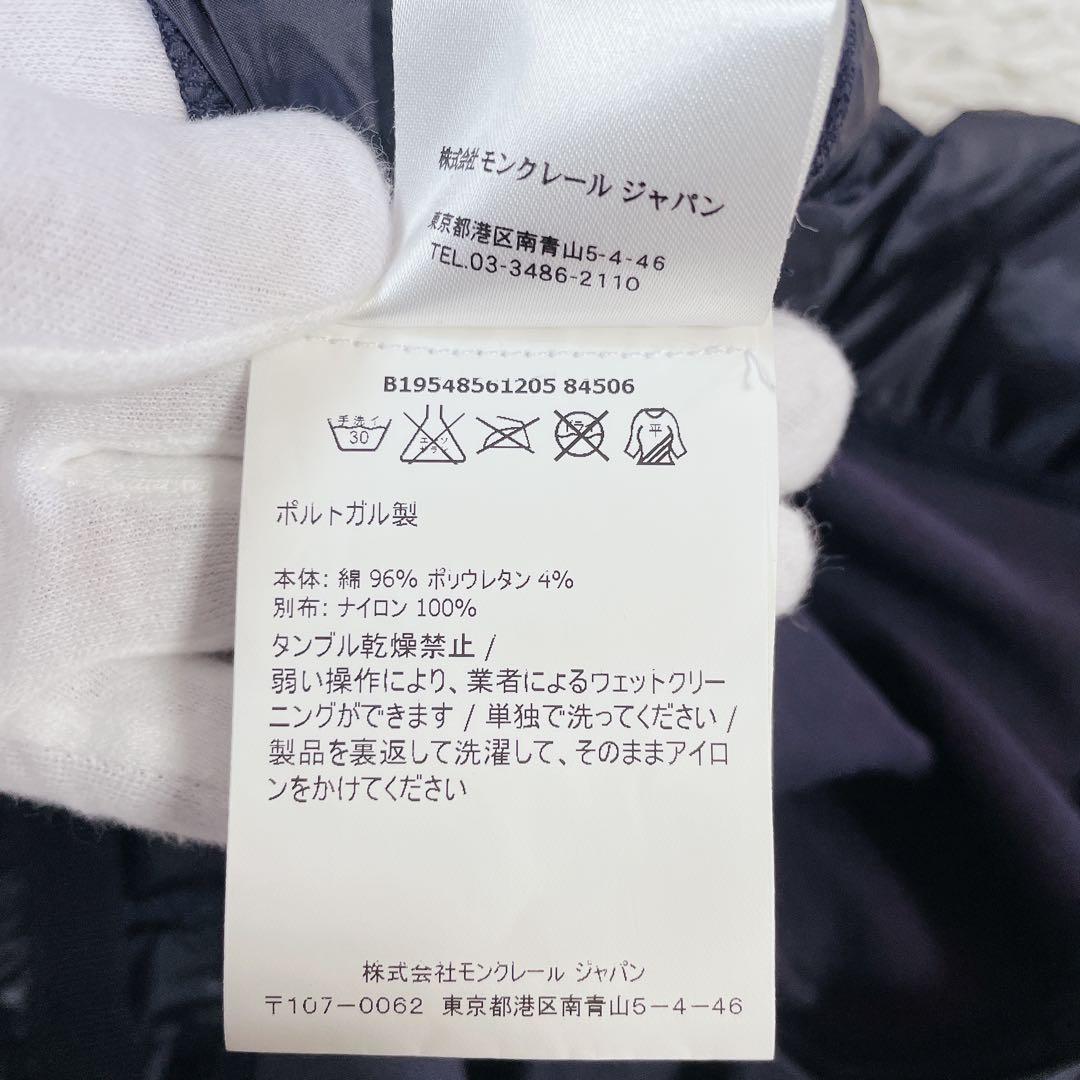 株式会社 モンクレール ジャパン
東京都港区南青山5-4-46
TEL.03-3486-2110
B19548561205 84506
手洗イ 30 エンソ サラシ ドライ 平
ポルトガル製
本体: 綿 96% ポリウレタン 4%
別布: ナイロン 100%
タンブル乾燥禁止 /
弱い操作により、業者によるウェットクリー
ニングができます / 単独で洗ってください /
製品を裏返して洗濯して、そのままアイロ
ンをかけてください
株式会社モンクレール ジャパン
〒107-0062 東京都港区南青山5-4-46